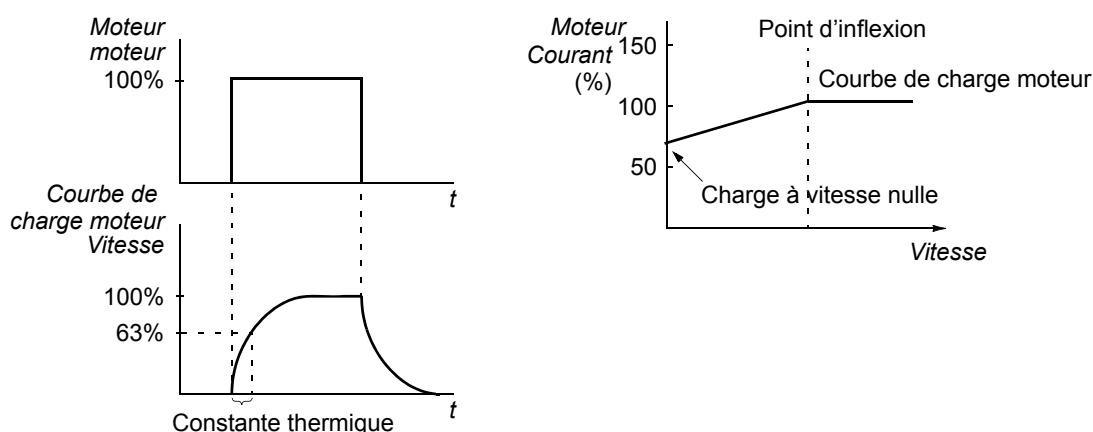 Moteur
moteur
100%
t
Courbe de
charge moteur
Vitesse
100%
63%
t
Constante thermique
Moteur
Courant
(%)
150
100
50
Point d’inflexion
Courbe de charge moteur
Charge à vitesse nulle
Vitesse